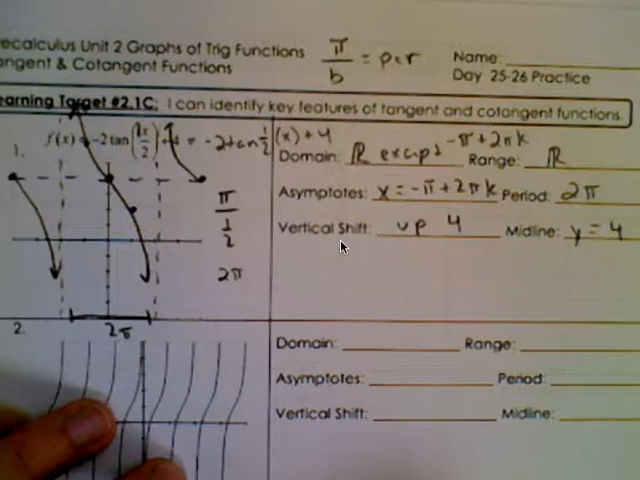 ecalculus Unit 2 Graphs of Trig Functions
angent & Cotangent Functions
π/b = per
Name:
Day 25-26 Practice
earning Target #2.1C: I can identify key features of tangent and cotangent functions.
1.
f(x) = -2 tan (1x/2) + 4 = -2tan 1/2 (x) + 4
Domain: ℝ except -π + 2πk Range: ℝ
Asymptotes: x = -π + 2πk Period: 2π
Vertical Shift: up 4 Midline: y = 4
π
1/2
2π
2π
2.
Domain: Range:
Asymptotes: Period:
Vertical Shift: Midline: